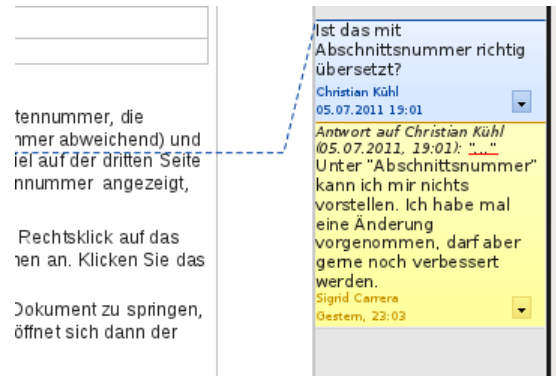 tennummer, die
nmer abweichend) und
iel auf der dritten Seite
nnummer angezeigt,
Rechtsklick auf das
nen an. Klicken Sie das
Dokument zu springen,
öffnet sich dann der
Ist das mit
Abschnittsnummer richtig
übersetzt?
Christian Kühl
05.07.2011 19:01
Antwort auf Christian Kühl
(05.07.2011, 19:01): "..."
Unter "Abschnittsnummer"
kann ich mir nichts
vorstellen. Ich habe mal
eine Änderung
vorgenommen, darf aber
gerne noch verbessert
werden.
Sigrid Carrera
Gestern, 23:03